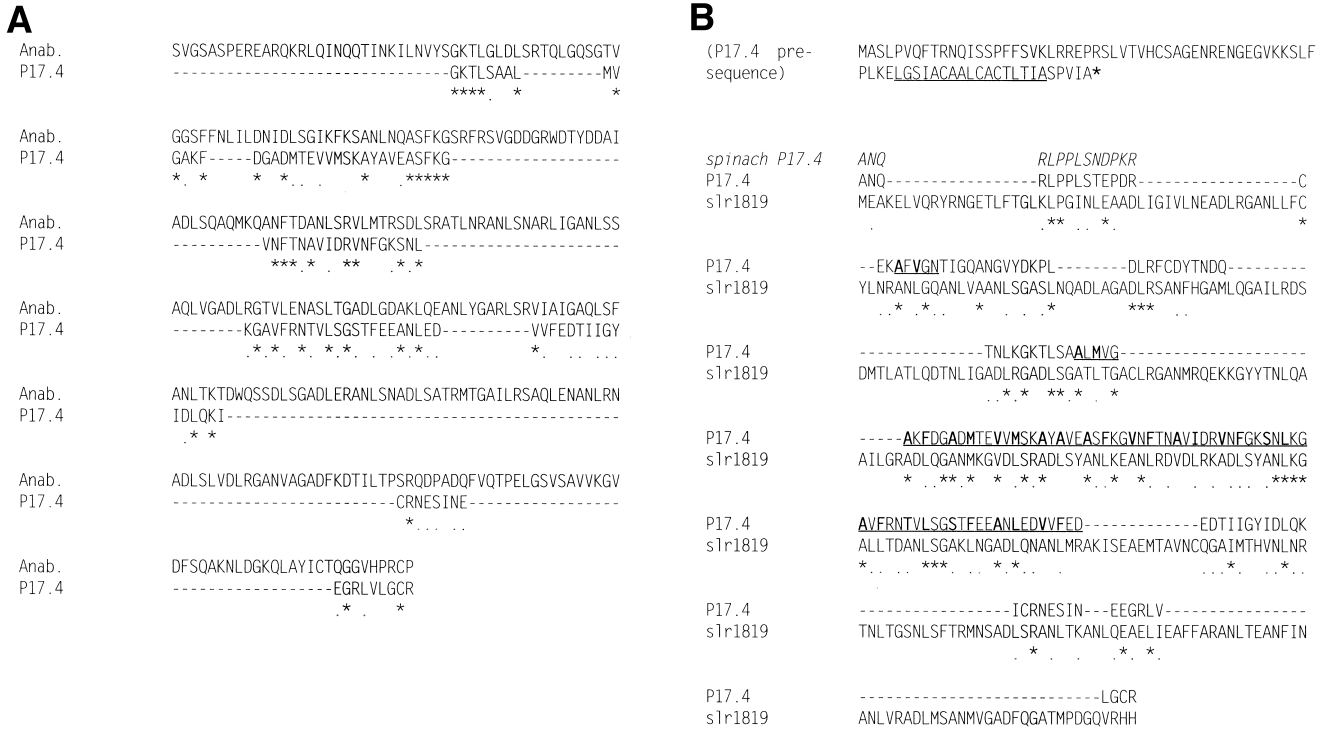 A
Anab. SVGSASPEREARQKRLQINQQTINKILNVYSGKTLGLDLSRTQLGQSGTV
P17.4 -------------------------------GKTLSAAL---------MV
****. * *
Anab. GGSFFNLILDNIDLSGIKFKSANLNQASFKGSRFRSVGDDGRWDTYDDAI
P17.4 GAKF-----DGADMTEVVMSKAYAVEASFKG-------------------
*. * * *.. . * .*****
Anab. ADLSQAQMKQANFTDANLSRVLMTRSDLSRATLNRANLSNARLIGANLSS
P17.4 ----------VNFTNAVIDRVNFGKSNL----------------------
***.* . ** .*.*
Anab. AQLVGADLRGTVLENASLTGADLGDAKLQEANLYGARLSRVIAIGAQLSF
P17.4 --------KGAVFRNTVLSGSTFEEANLED----------VVFEDTIIGY
.*.*. *.*.* .. *.*.. *. .. ...
Anab. ANLTKTDWQSSDLSGADLERANLSNADLSATRMTGAILRSAQLENANLRN
P17.4 IDLQKI--------------------------------------------
.* *
Anab. ADLSLVDLRGANVAGADFKDTILTPSRQDPADQFVQTPELGSVSAVVKGV
P17.4 -------------------------CRNESINE-----------------
*... ..
Anab. DFSQAKNLDGKQLAYICTQGGVHPRCP
P17.4 ------------------EGRLVLGCR
.* . *
B
(P17.4 pre- MASLPVQFTRNQISSPFFSVKLRREPRSLVTVHCSAGENRENGEGVKKSLF
sequence) PLKELGSIACAALCACTLTIASPVIA*
spinach P17.4 ANQ RLPPLSNDPKR
P17.4 ANQ-----------------RLPPLSTEPDR------------------C
slr1819 MEAKELVQRYRNGETLFTGLKLPGINLEAADLIGIVLNEADLRGANLLFC
. .** .. *. *
P17.4 --EKAFVGNTIGQANGVYDKPL--------DLRFCDYTNDQ---------
slr1819 YLNRANLGQANLVAANLSGASLNQADLAGADLRSANFHGAMLQGAILRDS
..* *.. * . . * *** ..
P17.4 --------------TNLKGKTLSAALMVG---------------------
slr1819 DMTLATLQDTNLIGADLRGADLSGATLTGACLRGANMRQEKKGYYTNLQA
..*.* **.* . *
P17.4 -----AKFDGADMTEVVMSKAYAVEASFKGVNFTNAVIDRVNFGKSNLKG
slr1819 AILGRADLQGANMKGVDLSRADLSYANLKEANLRDVDLRKADLSYANLKG
* ..**.* * .*.* *..* .*. . ... .. .****
P17.4 AVFRNTVLSGSTFEEANLEDVVFED-------------EDTIIGYIDLQK
slr1819 ALLTDANLSGAKLNGADLQNANLMRAKISEAEMTAVNCQGAIMTHVNLNR
*.. .. ***.. .. *.*.. . ...*. ..*..
P17.4 -----------------ICRNESIN---EEGRLV----------------
slr1819 TNLTGSNLSFTRMNSADLSRANLTKANLQEAELIEAFFARANLTEANFIN
. * . . .*. *.
P17.4 ---------------------------LGCR
slr1819 ANLVRADLMSANMVGADFQGATMPDGQVRHH